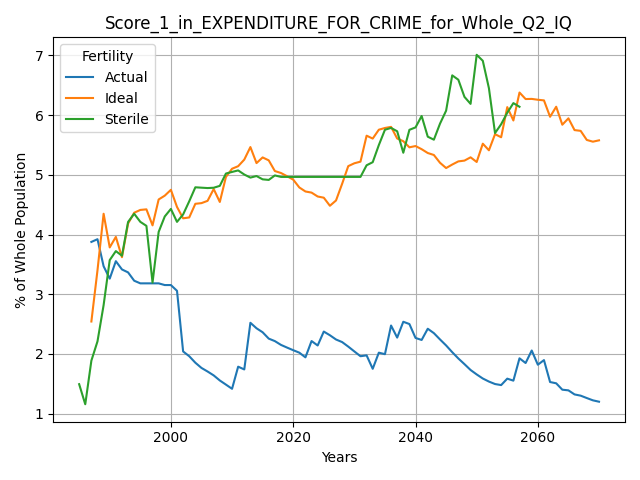 Score_1_in_EXPENDITURE_FOR_CRIME_for_Whole_Q2_IQ
Fertility
Actual
Ideal
Sterile
% of Whole Population
7
6
5
4
3
2
1
2000
2020
2040
2060
Years